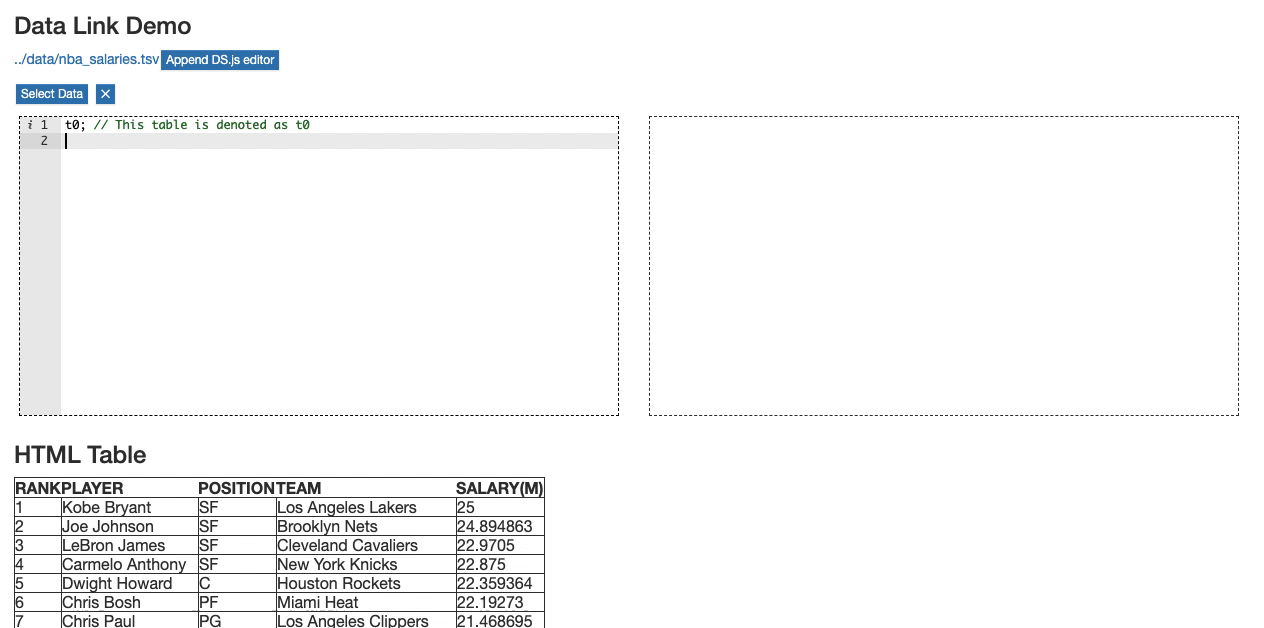 Data Link Demo
../data/nba_salaries.tsv Append DS.js editor
Select Data ×
i 1 t0; // This table is denoted as t0
2
HTML Table
RANK PLAYER POSITION TEAM SALARY(M)
1 Kobe Bryant SF Los Angeles Lakers 25
2 Joe Johnson SF Brooklyn Nets 24.894863
3 LeBron James SF Cleveland Cavaliers 22.9705
4 Carmelo Anthony SF New York Knicks 22.875
5 Dwight Howard C Houston Rockets 22.359364
6 Chris Bosh PF Miami Heat 22.19273
7 Chris Paul PG Los Angeles Clippers 21.468695